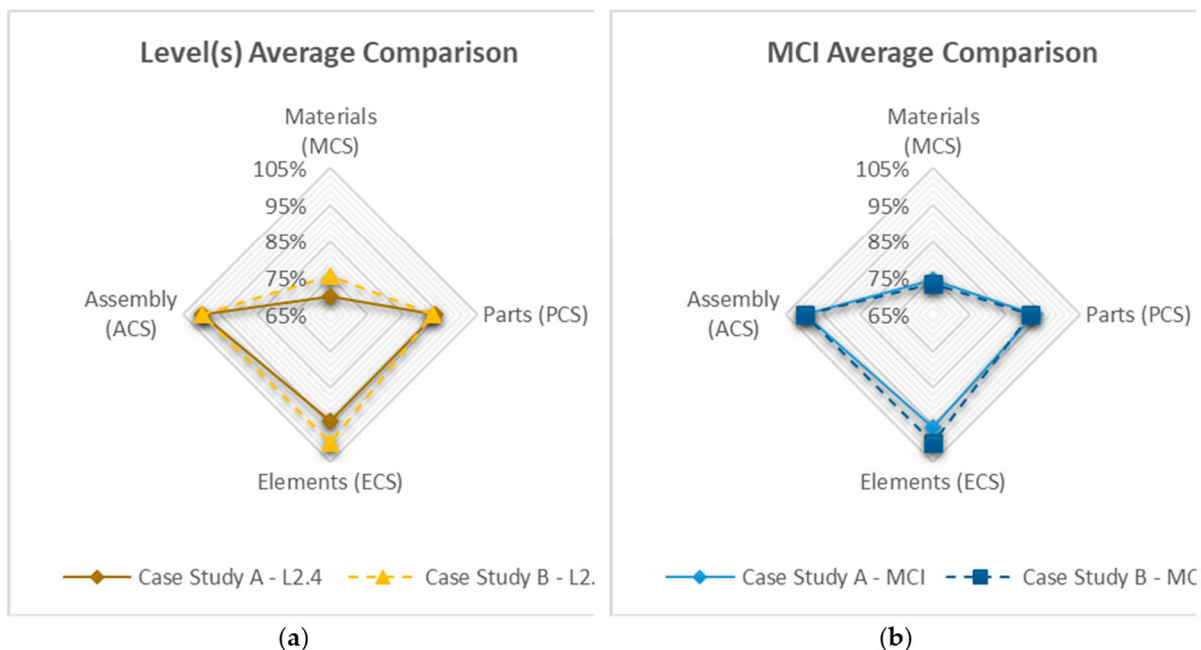 Level(s) Average Comparison
Materials
(MCS)
105%
95%
85%
75%
65%
Assembly
(ACS)
Parts (PCS)
Elements (ECS)
Case Study A - L2.4
Case Study B - L2.
(a)
MCI Average Comparison
Materials
(MCS)
105%
95%
85%
75%
65%
Assembly
(ACS)
Parts (PCS)
Elements (ECS)
Case Study A - MCI
Case Study B - MC
(b)